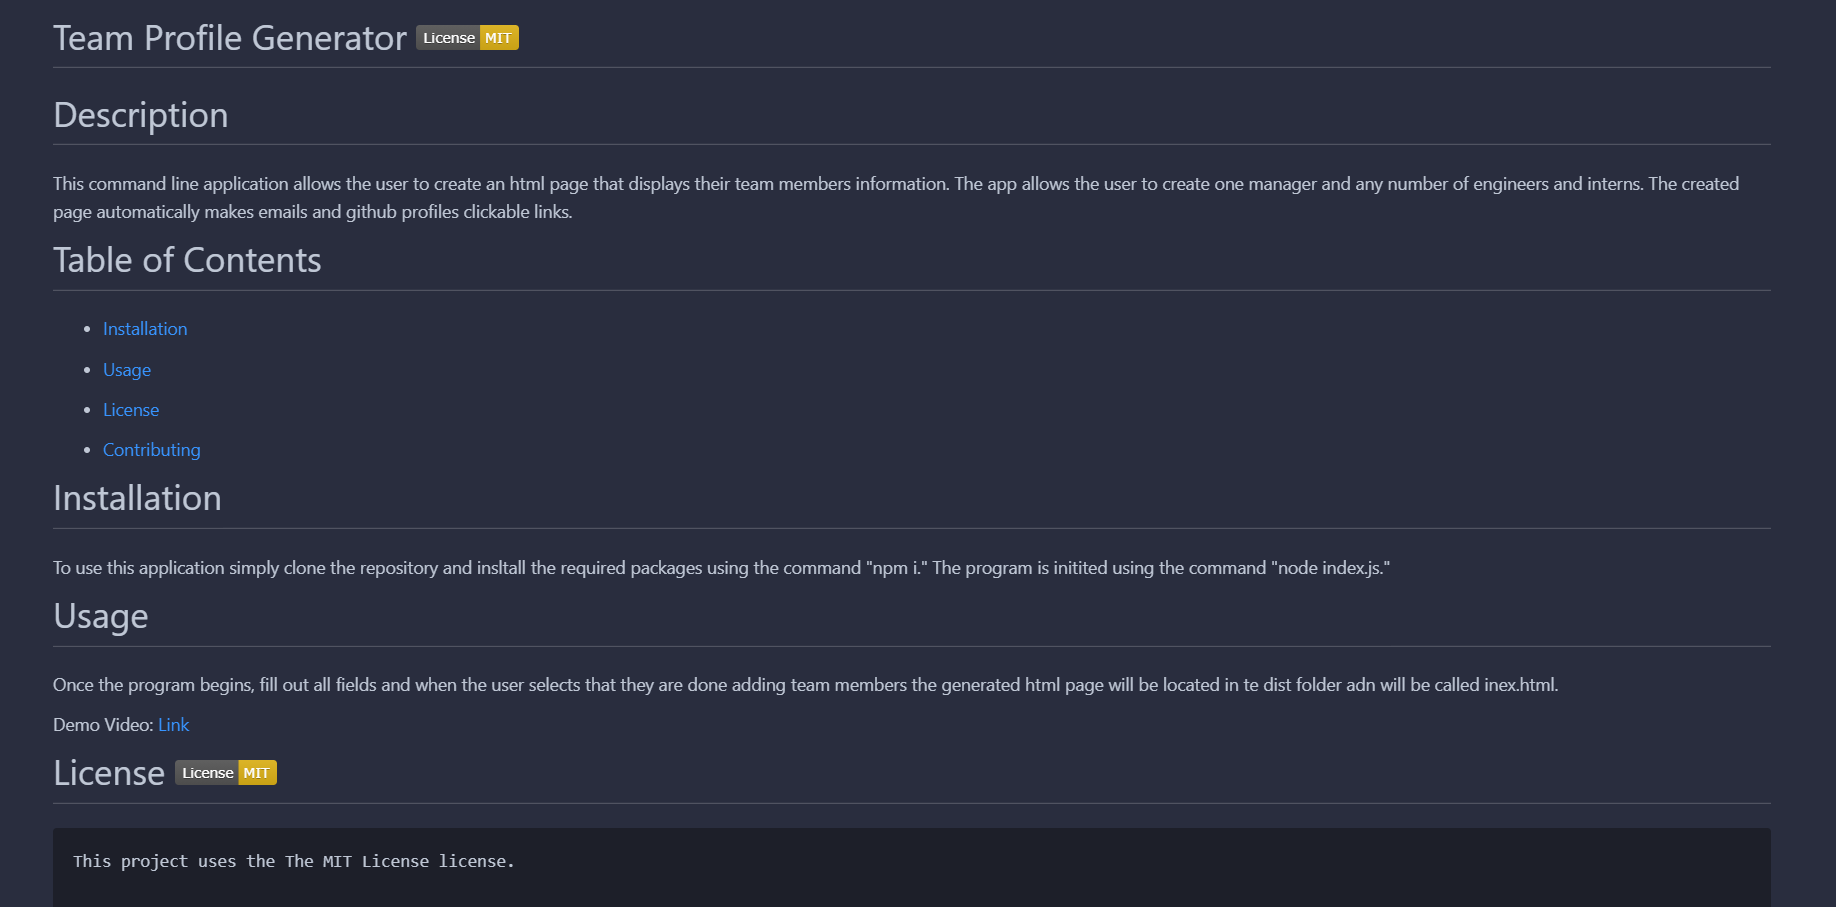 Team Profile Generator License MIT
Description
This command line application allows the user to create an html page that displays their team members information. The app allows the user to create one manager and any number of engineers and interns. The created
page automatically makes emails and github profiles clickable links.
Table of Contents
Installation
Usage
License
Contributing
Installation
To use this application simply clone the repository and insltall the required packages using the command "npm i." The program is initited using the command "node index.js."
Usage
Once the program begins, fill out all fields and when the user selects that they are done adding team members the generated html page will be located in te dist folder adn will be called inex.html.
Demo Video: Link
License License MIT
This project uses the The MIT License license.